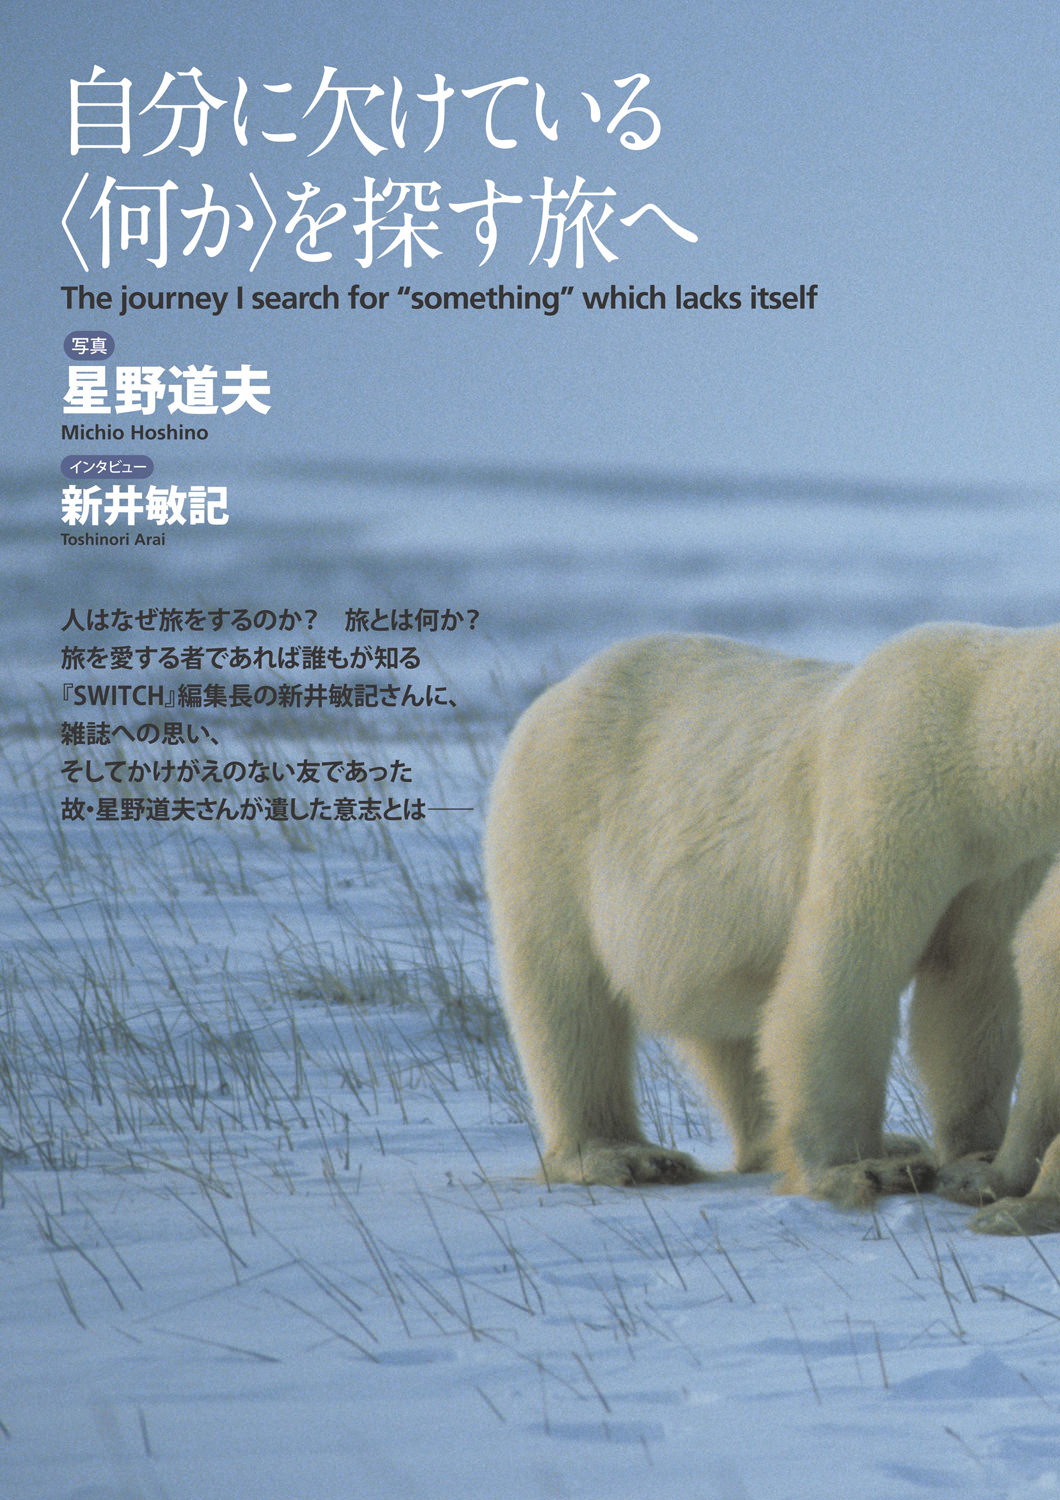 自分に欠けている
〈何か〉を探す旅へ
The journey I search for “something” which lacks itself
写真
星野道夫
Michio Hoshino
インタビュー
新井敏記
Toshinori Arai
人はなぜ旅をするのか？　旅とは何か？
旅を愛する者であれば誰もが知る
『SWITCH』編集長の新井敏記さんに、
雑誌への思い、
そしてかけがえのない友であった
故・星野道夫さんが遺した意志とは――